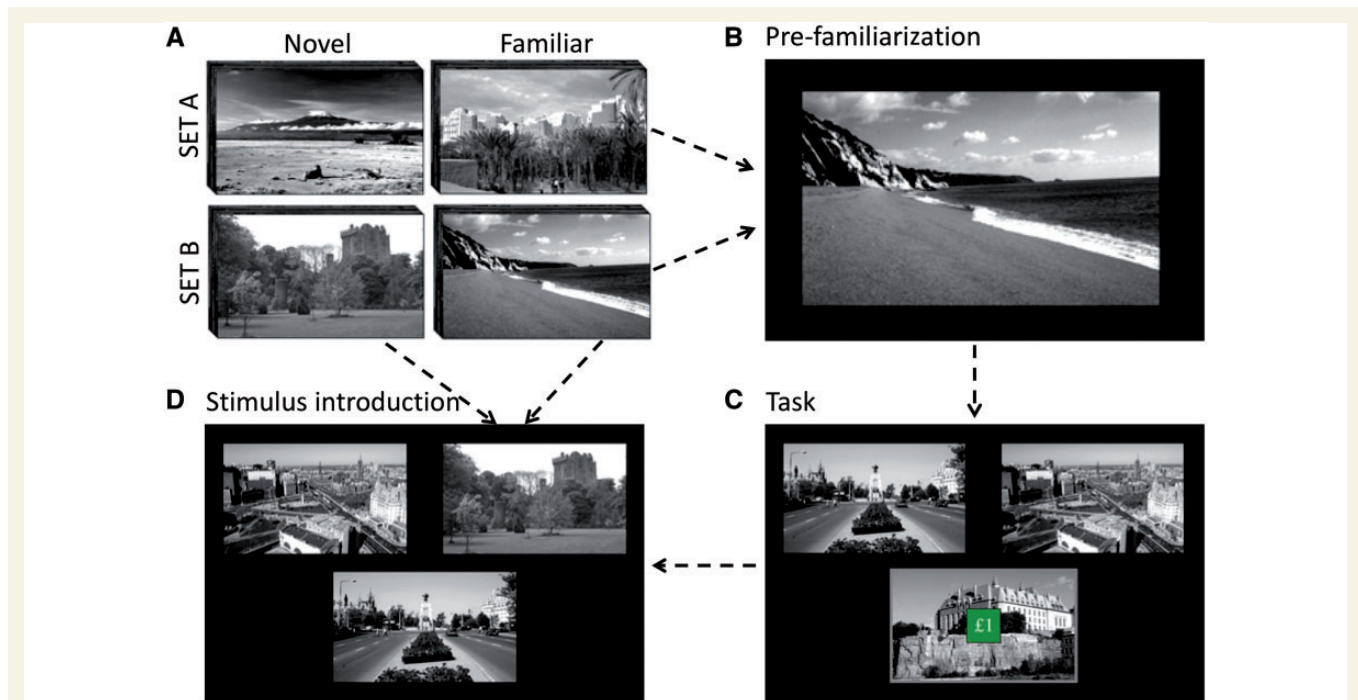 A
Novel
Familiar
SET A
SET B
B Pre-familiarization
D Stimulus introduction
C Task
£1